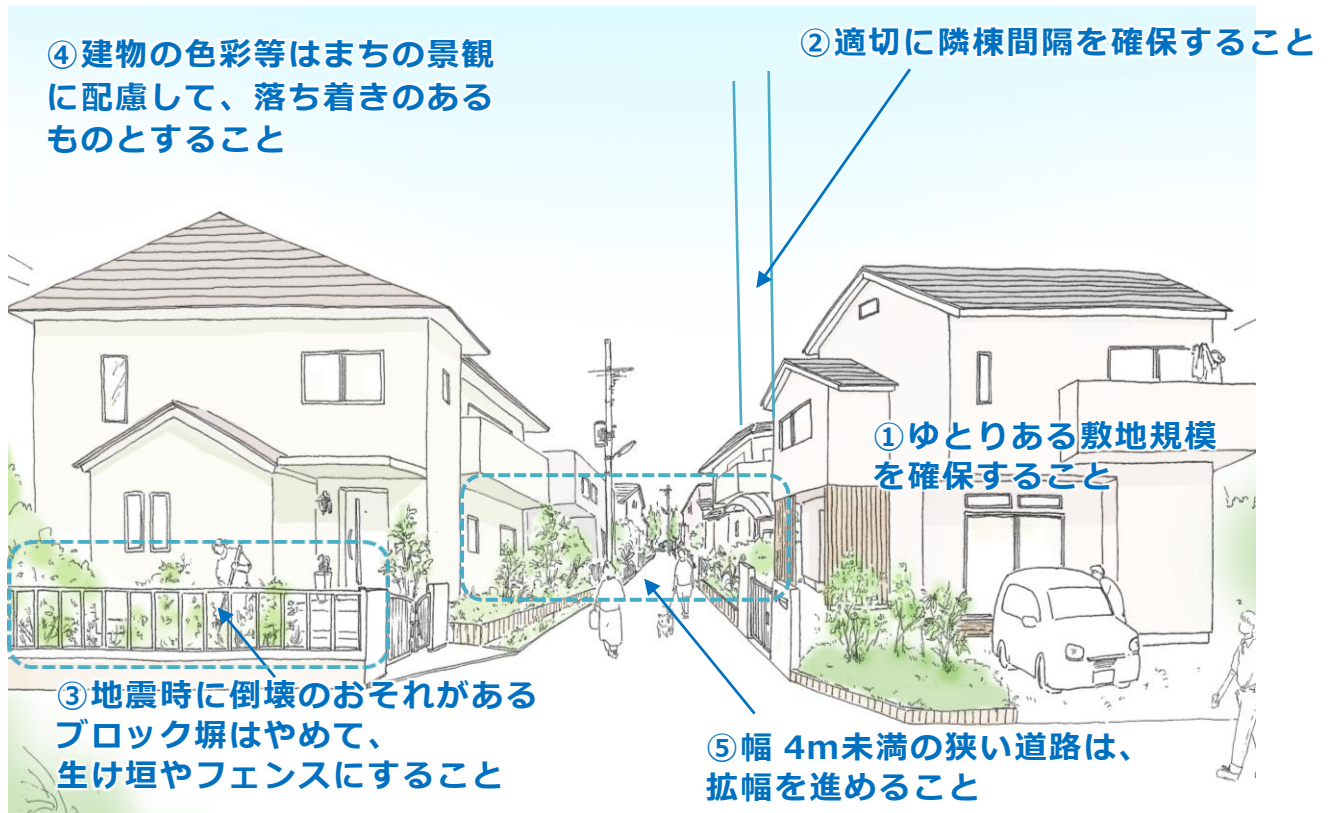 ④建物の色彩等はまちの景観
に配慮して、落ち着きのある
ものとすること
②適切に隣棟間隔を確保すること
①ゆとりある敷地規模
を確保すること
③地震時に倒壊のおそれがある
ブロック塀はやめて、
生け垣やフェンスにすること
⑤幅 4m未満の狭い道路は、
拡幅を進めること